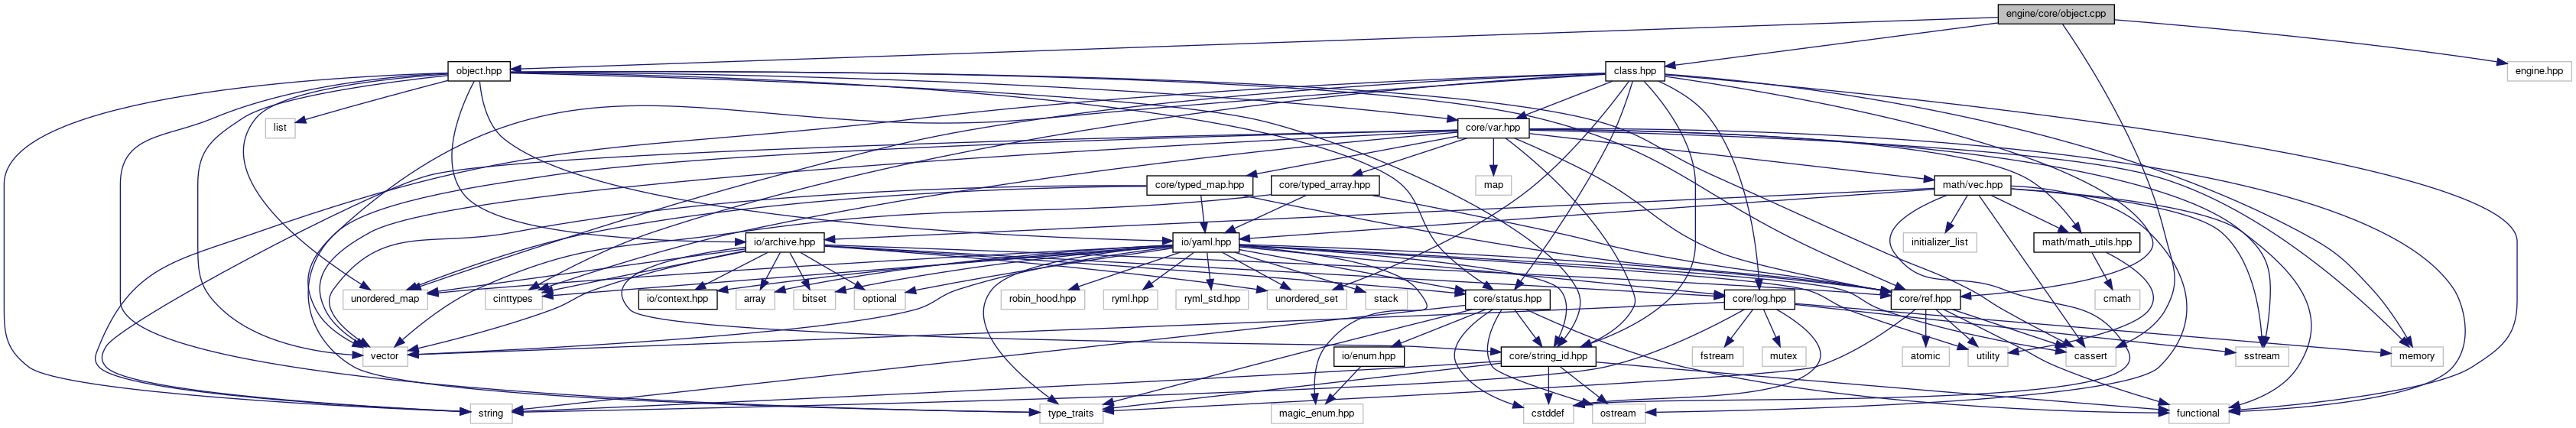 engine/core/object.cpp
object.hpp
class.hpp
engine.hpp
list
core/var.hpp
core/typed_map.hpp
core/typed_array.hpp
map
math/vec.hpp
io/archive.hpp
io/yaml.hpp
initializer_list
math/math_utils.hpp
unordered_map
cinttypes
io/context.hpp
array
bitset
optional
robin_hood.hpp
ryml.hpp
ryml_std.hpp
unordered_set
stack
core/status.hpp
core/log.hpp
core/ref.hpp
cmath
vector
io/enum.hpp
core/string_id.hpp
fstream
mutex
atomic
utility
cassert
sstream
memory
string
type_traits
magic_enum.hpp
cstddef
ostream
functional